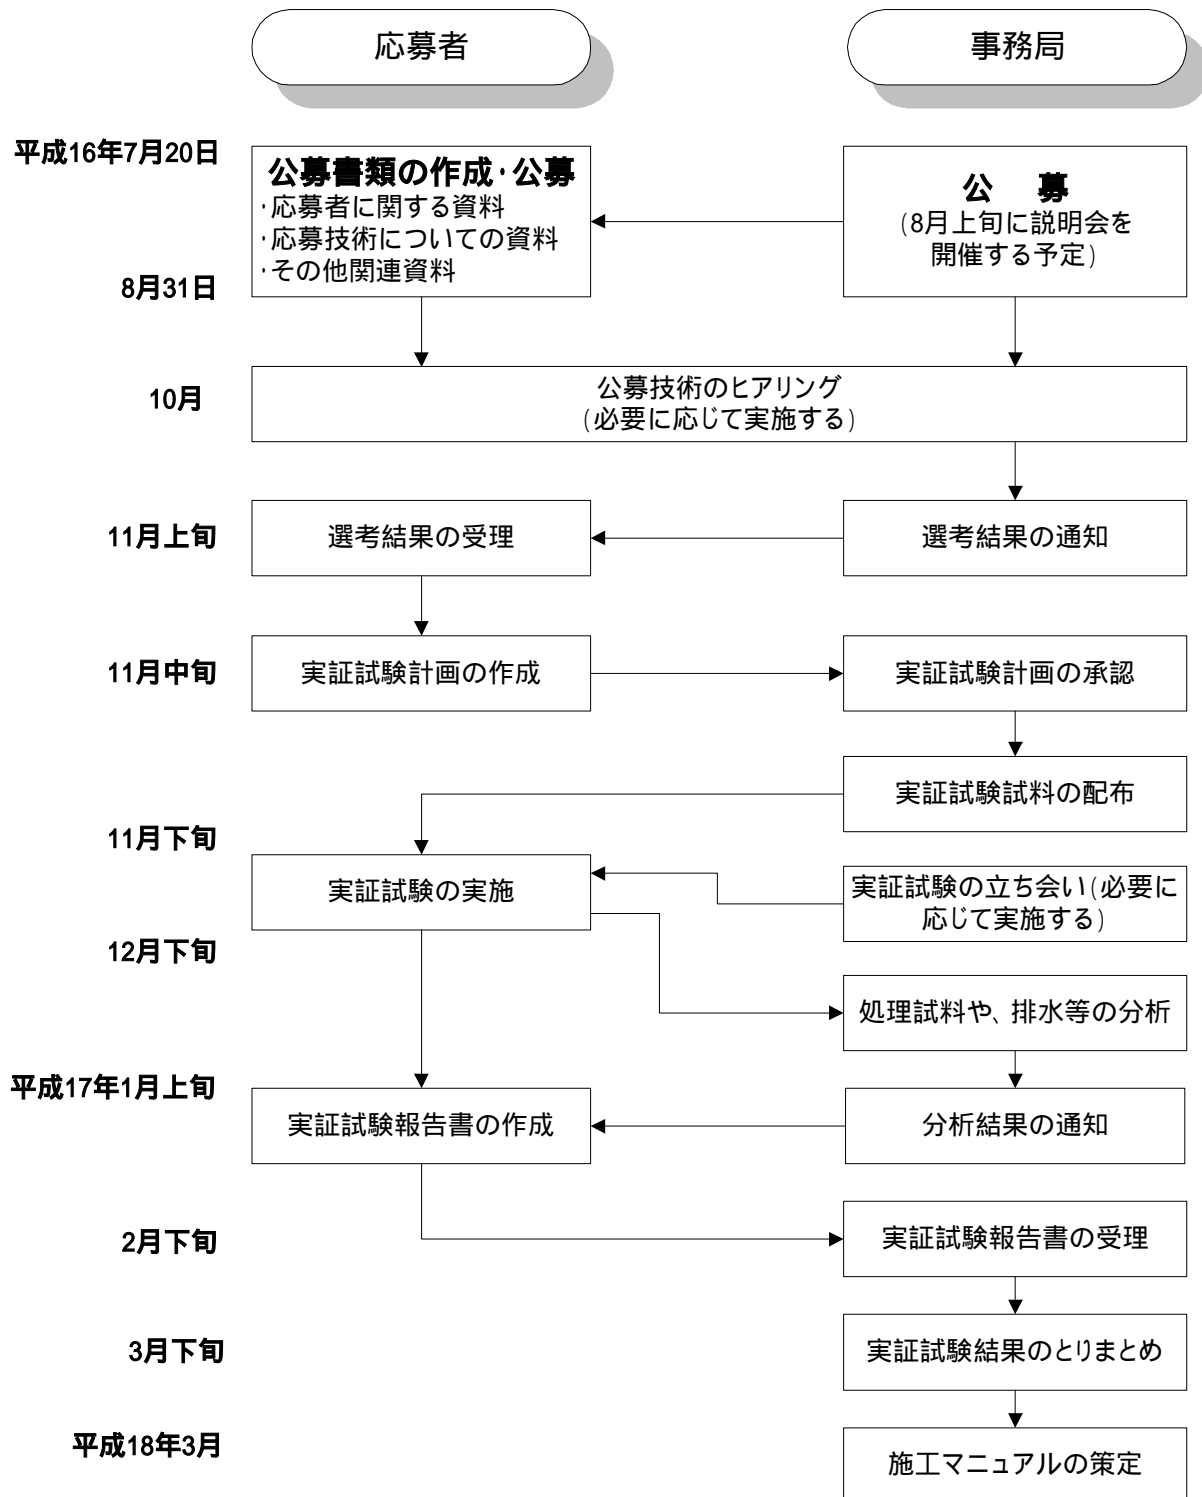 応募者
事務局
平成16年7月20日
公募書類の作成･公募
･応募者に関する資料
･応募技術についての資料
･その他関連資料
公　募
(8月上旬に説明会を
開催する予定)
8月31日
10月
公募技術のヒアリング
(必要に応じて実施する)
11月上旬
選考結果の受理
選考結果の通知
11月中旬
実証試験計画の作成
実証試験計画の承認
実証試験試料の配布
11月下旬
実証試験の実施
実証試験の立ち会い(必要に
応じて実施する)
12月下旬
処理試料や、排水等の分析
平成17年1月上旬
実証試験報告書の作成
分析結果の通知
2月下旬
実証試験報告書の受理
3月下旬
実証試験結果のとりまとめ
平成18年3月
施工マニュアルの策定